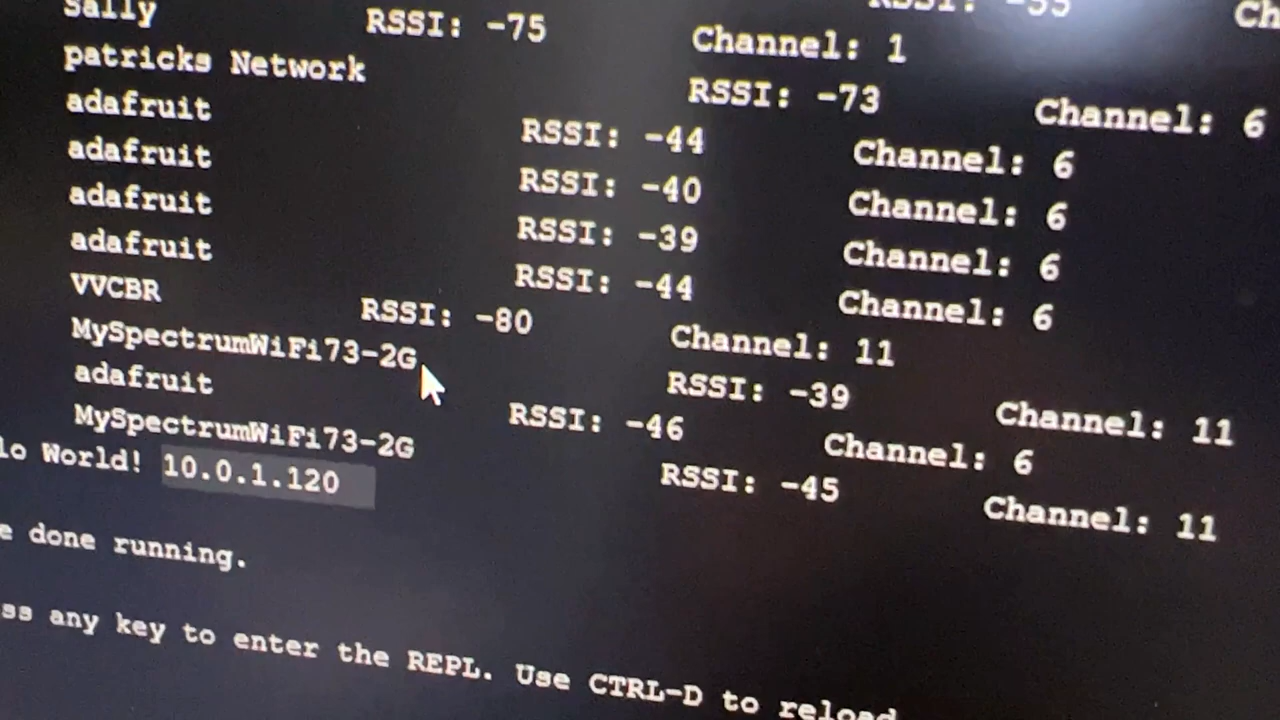 RSSI: -55 Ch
Sally RSSI: -75 Channel: 1
patricks Network RSSI: -73 Channel: 6
adafruit RSSI: -44 Channel: 6
adafruit RSSI: -40 Channel: 6
adafruit RSSI: -39 Channel: 6
adafruit RSSI: -44 Channel: 6
VVCBR RSSI: -80 Channel: 11
MySpectrumWiFi73-2G RSSI: -39 Channel: 11
adafruit RSSI: -46 Channel: 6
MySpectrumWiFi73-2G RSSI: -45 Channel: 11
lo World! 10.0.1.120
e done running.
ss any key to enter the REPL. Use CTRL-D to reload